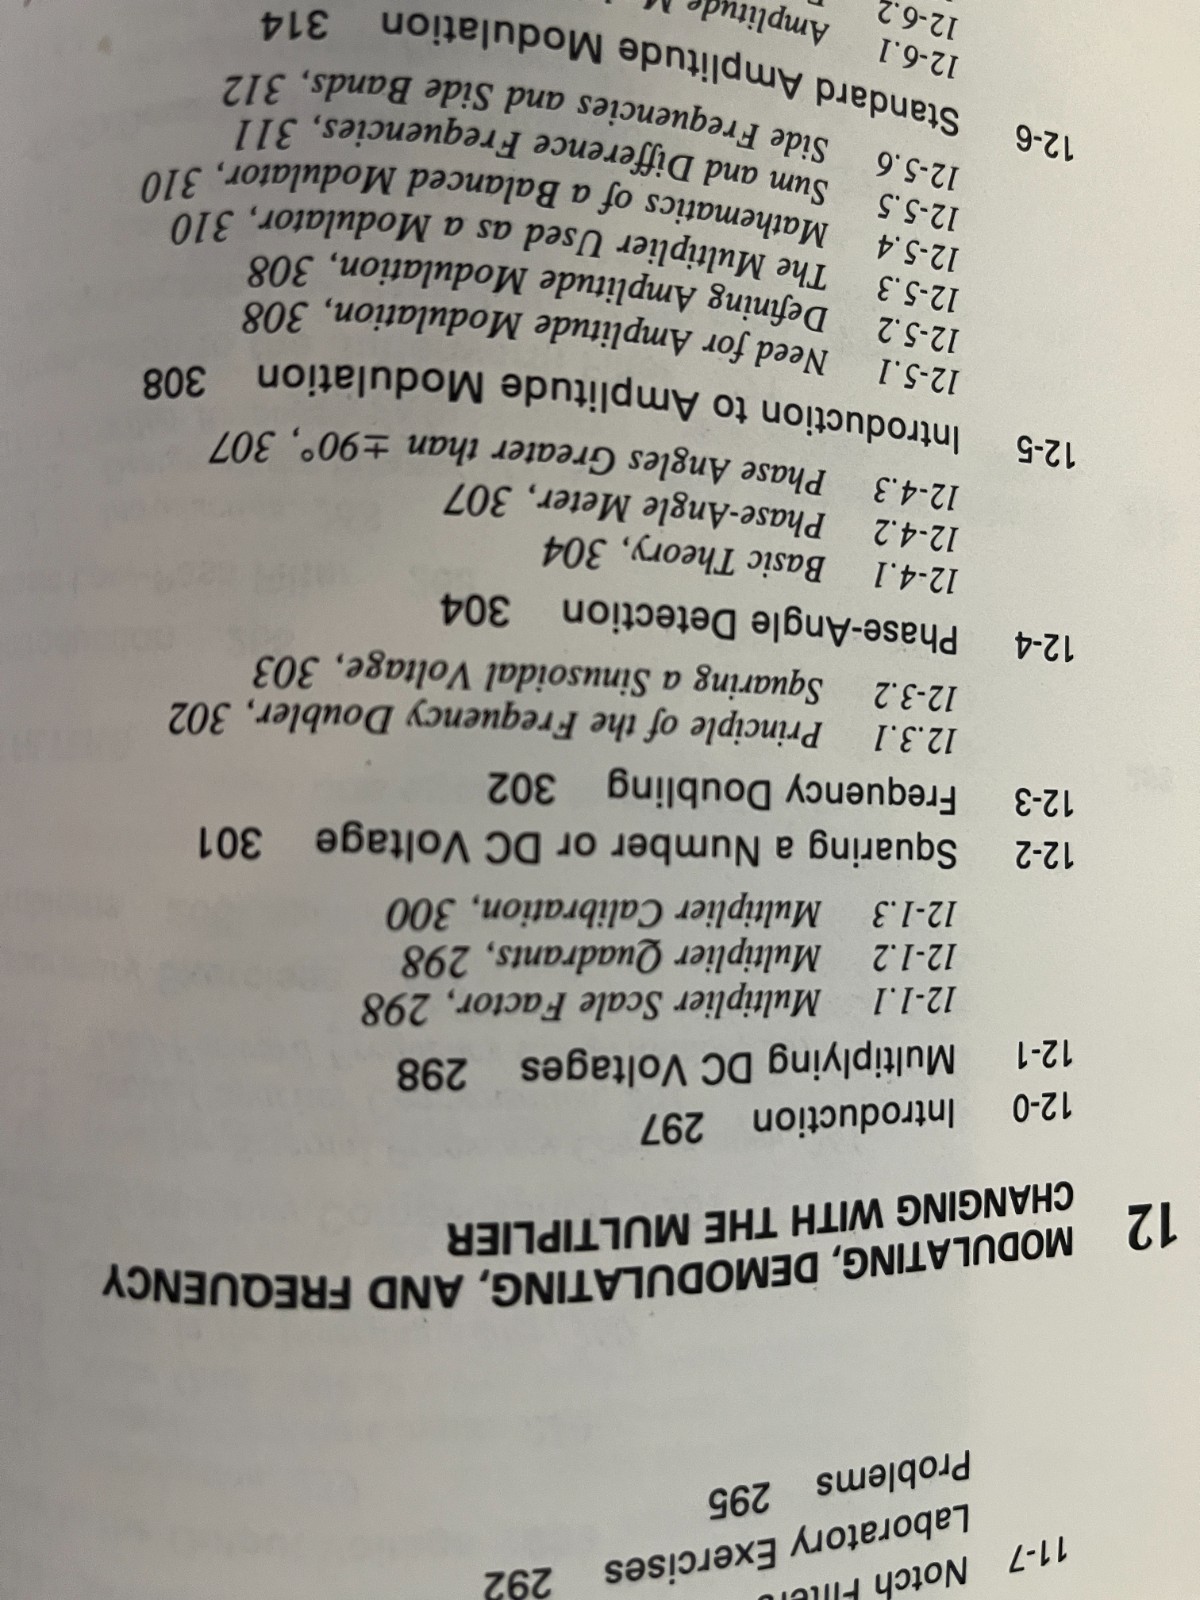 11-7 Notch
Laboratory Exercises 292
Problems 295
12 MODULATING, DEMODULATING, AND FREQUENCY
CHANGING WITH THE MULTIPLIER
12-0 Introduction 297
12-1 Multiplying DC Voltages 298
12-1.1 Multiplier Scale Factor, 298
12-1.2 Multiplier Quadrants, 298
12-1.3 Multiplier Calibration, 300
12-2 Squaring a Number or DC Voltage 301
12-3 Frequency Doubling 302
12.3.1 Principle of the Frequency Doubler, 302
12-3.2 Squaring a Sinusoidal Voltage, 303
12-4 Phase-Angle Detection 304
12-4.1 Basic Theory, 304
12-4.2 Phase-Angle Meter, 307
12-4.3 Phase Angles Greater than ±90°, 307
12-5 Introduction to Amplitude Modulation 308
12-5.1 Need for Amplitude Modulation, 308
12-5.2 Defining Amplitude Modulation, 308
12-5.3 The Multiplier Used as a Modulator, 310
12-5.4 Mathematics of a Balanced Modulator, 310
12-5.5 Sum and Difference Frequencies, 311
12-5.6 Side Frequencies and Side Bands, 312
12-6 Standard Amplitude Modulation 314
12-6.1 Amplitude
12-6.2